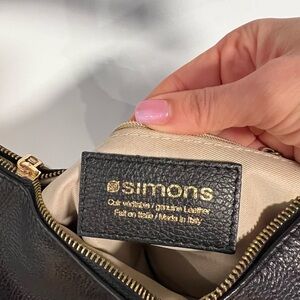 simons
Cuir véritable / genuine Leather
Fait en Italie / Made in Italy